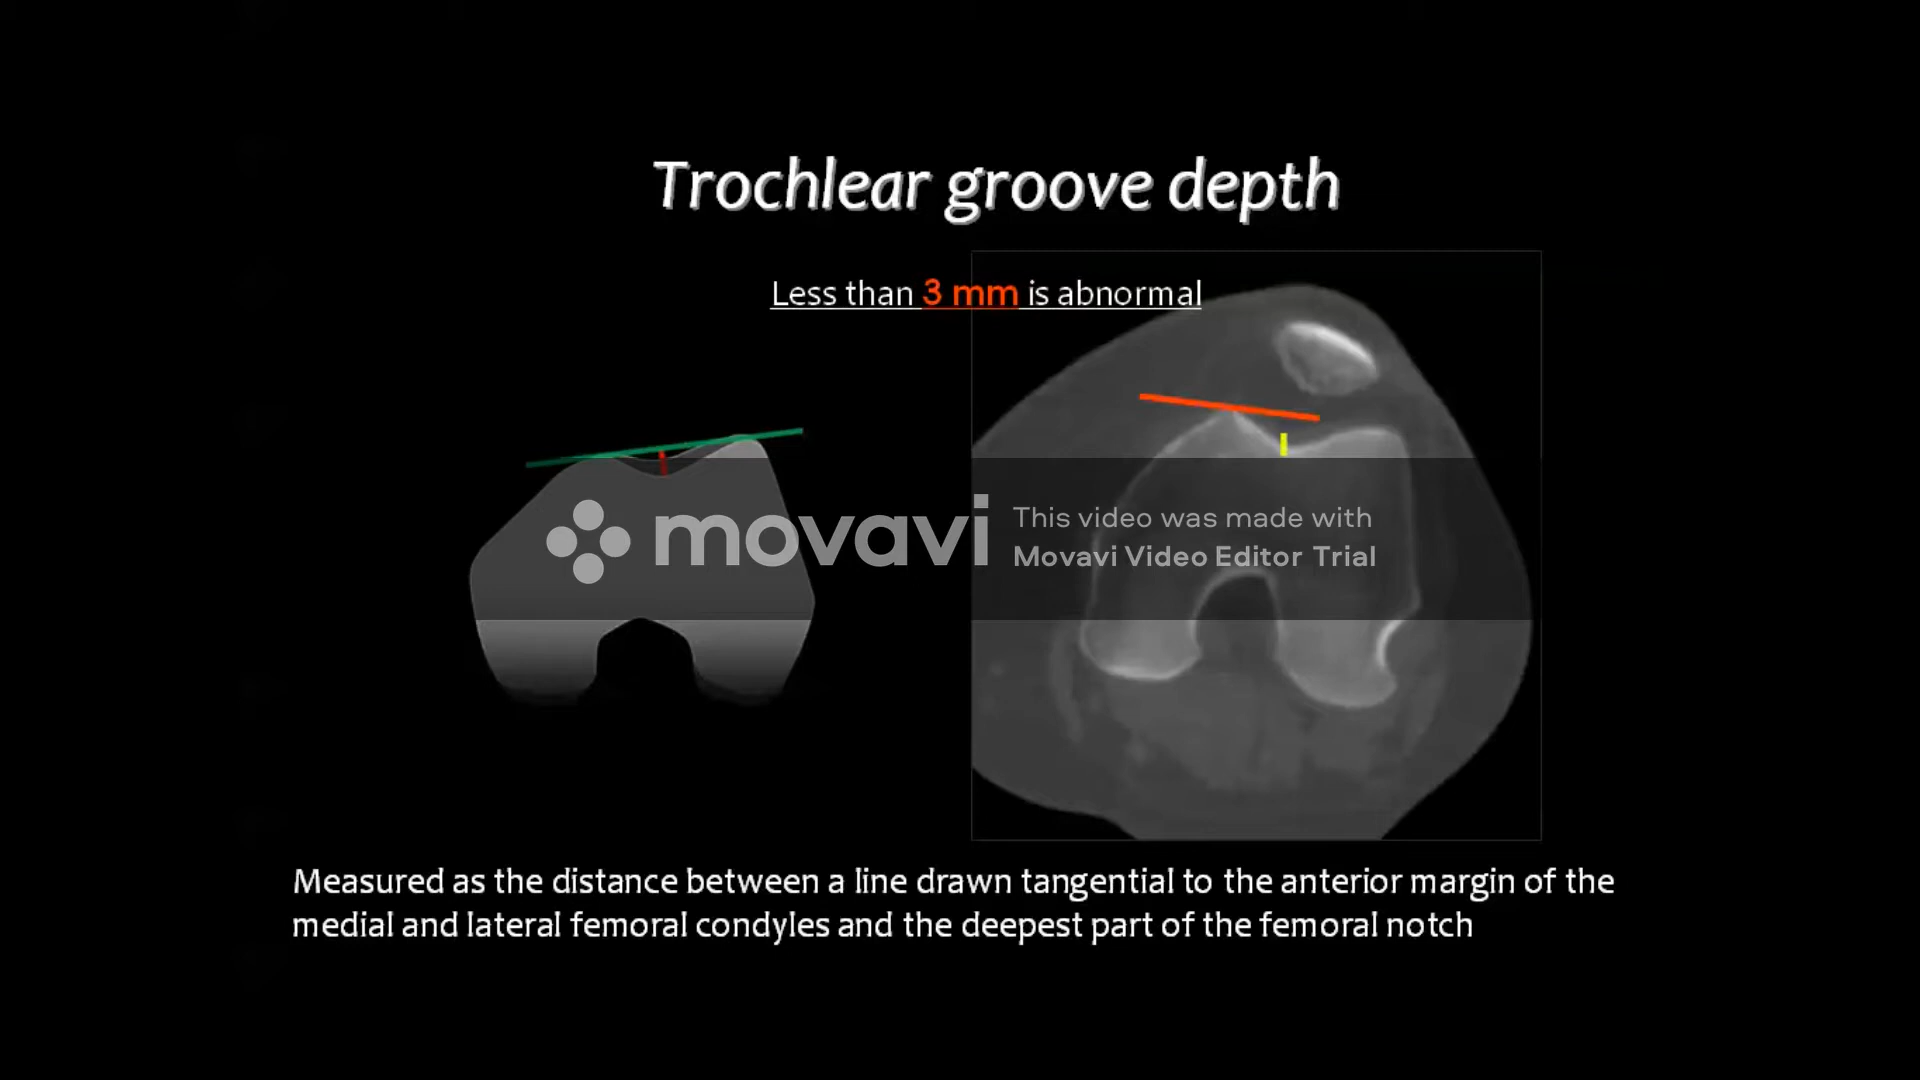 Trochlear groove depth
Less than 3 mm is abnormal
movavi
This video was made with
Movavi Video Editor Trial
Measured as the distance between a line drawn tangential to the anterior margin of the
medial and lateral femoral condyles and the deepest part of the femoral notch